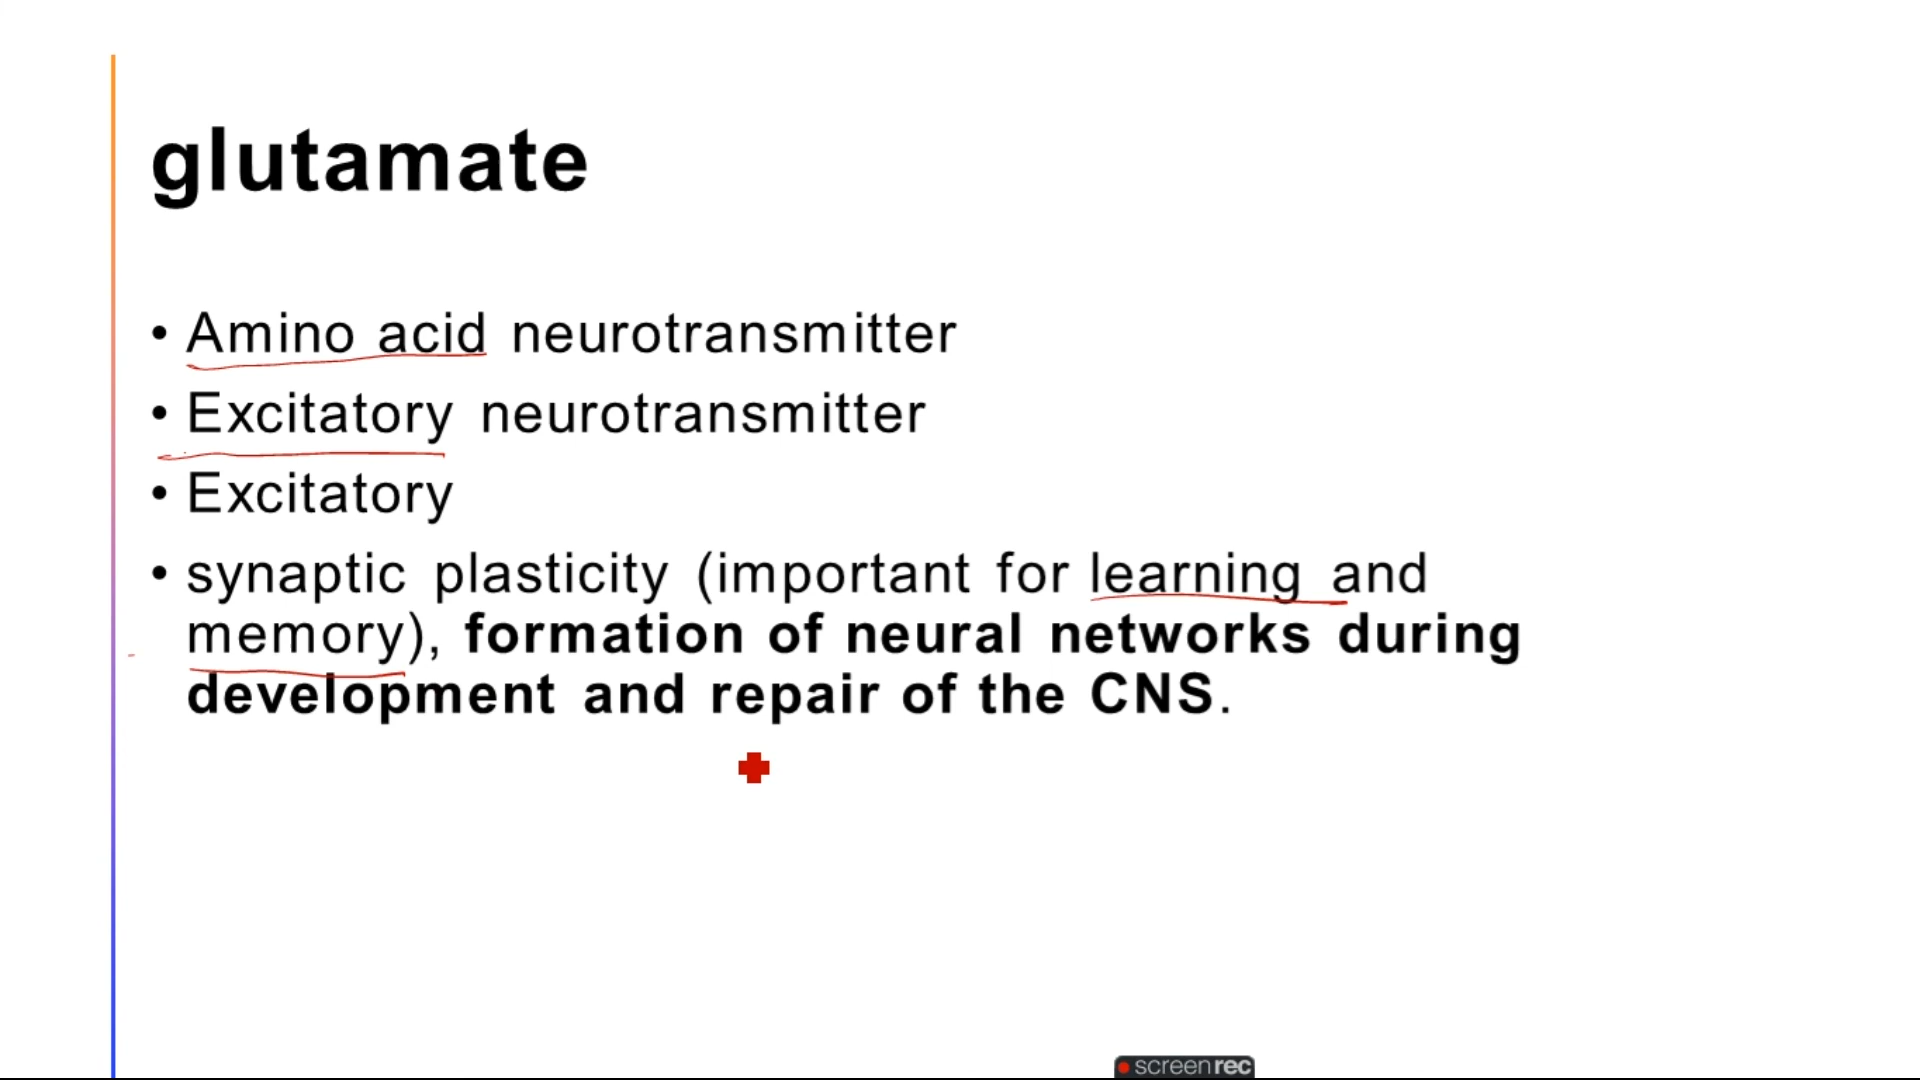 glutamate
• Amino acid neurotransmitter
• Excitatory neurotransmitter
• Excitatory
• synaptic plasticity (important for learning and
memory), formation of neural networks during
development and repair of the CNS.
screenrec